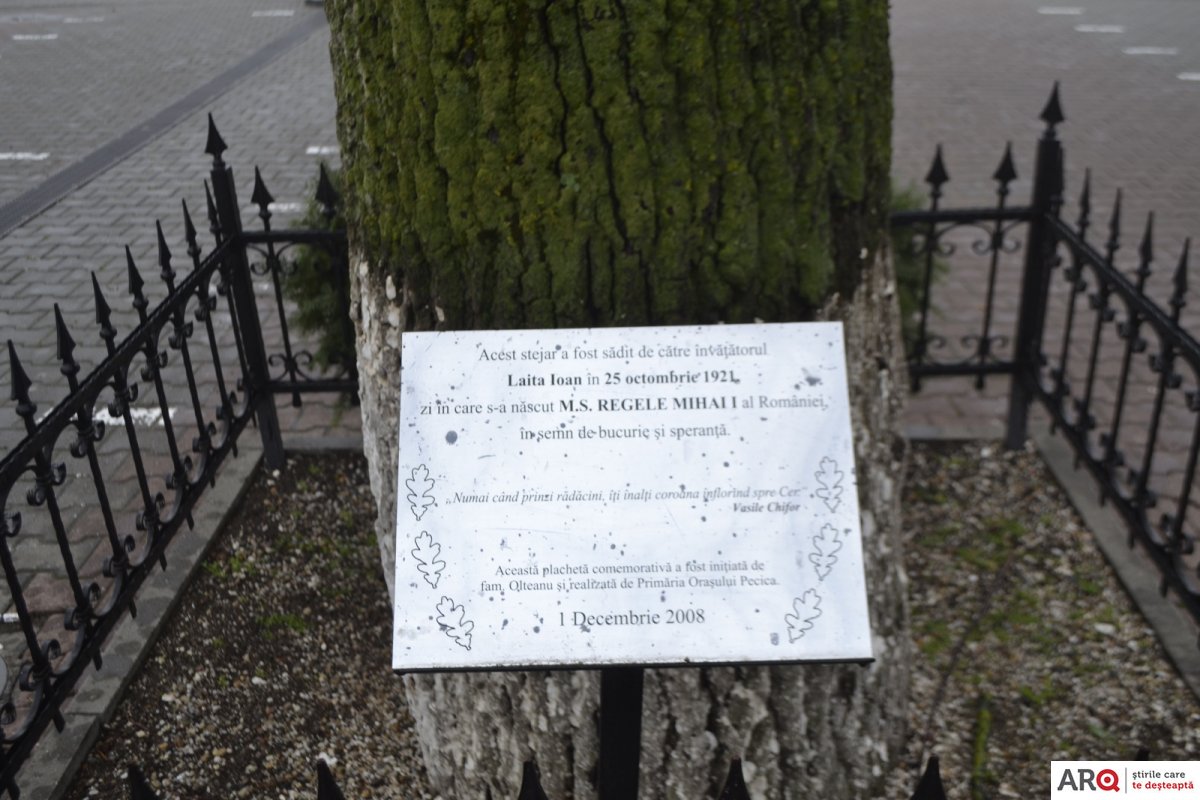 Acest stejar a fost sădit de către învățătorul
Laita Ioan în 25 octombrie 1921,
zi în care s-a născut M.S. REGELE MIHAI I al României,
în semn de bucurie și speranță.
„Numai când prinzi rădăcini, îți înalți coroana înflorind spre Cer.”
Vasile Chifor
Această plachetă comemorativă a fost inițiată de
fam. Olteanu și realizată de Primăria Orașului Pecica.
1 Decembrie 2008
ARQ știrile care
te deșteaptă